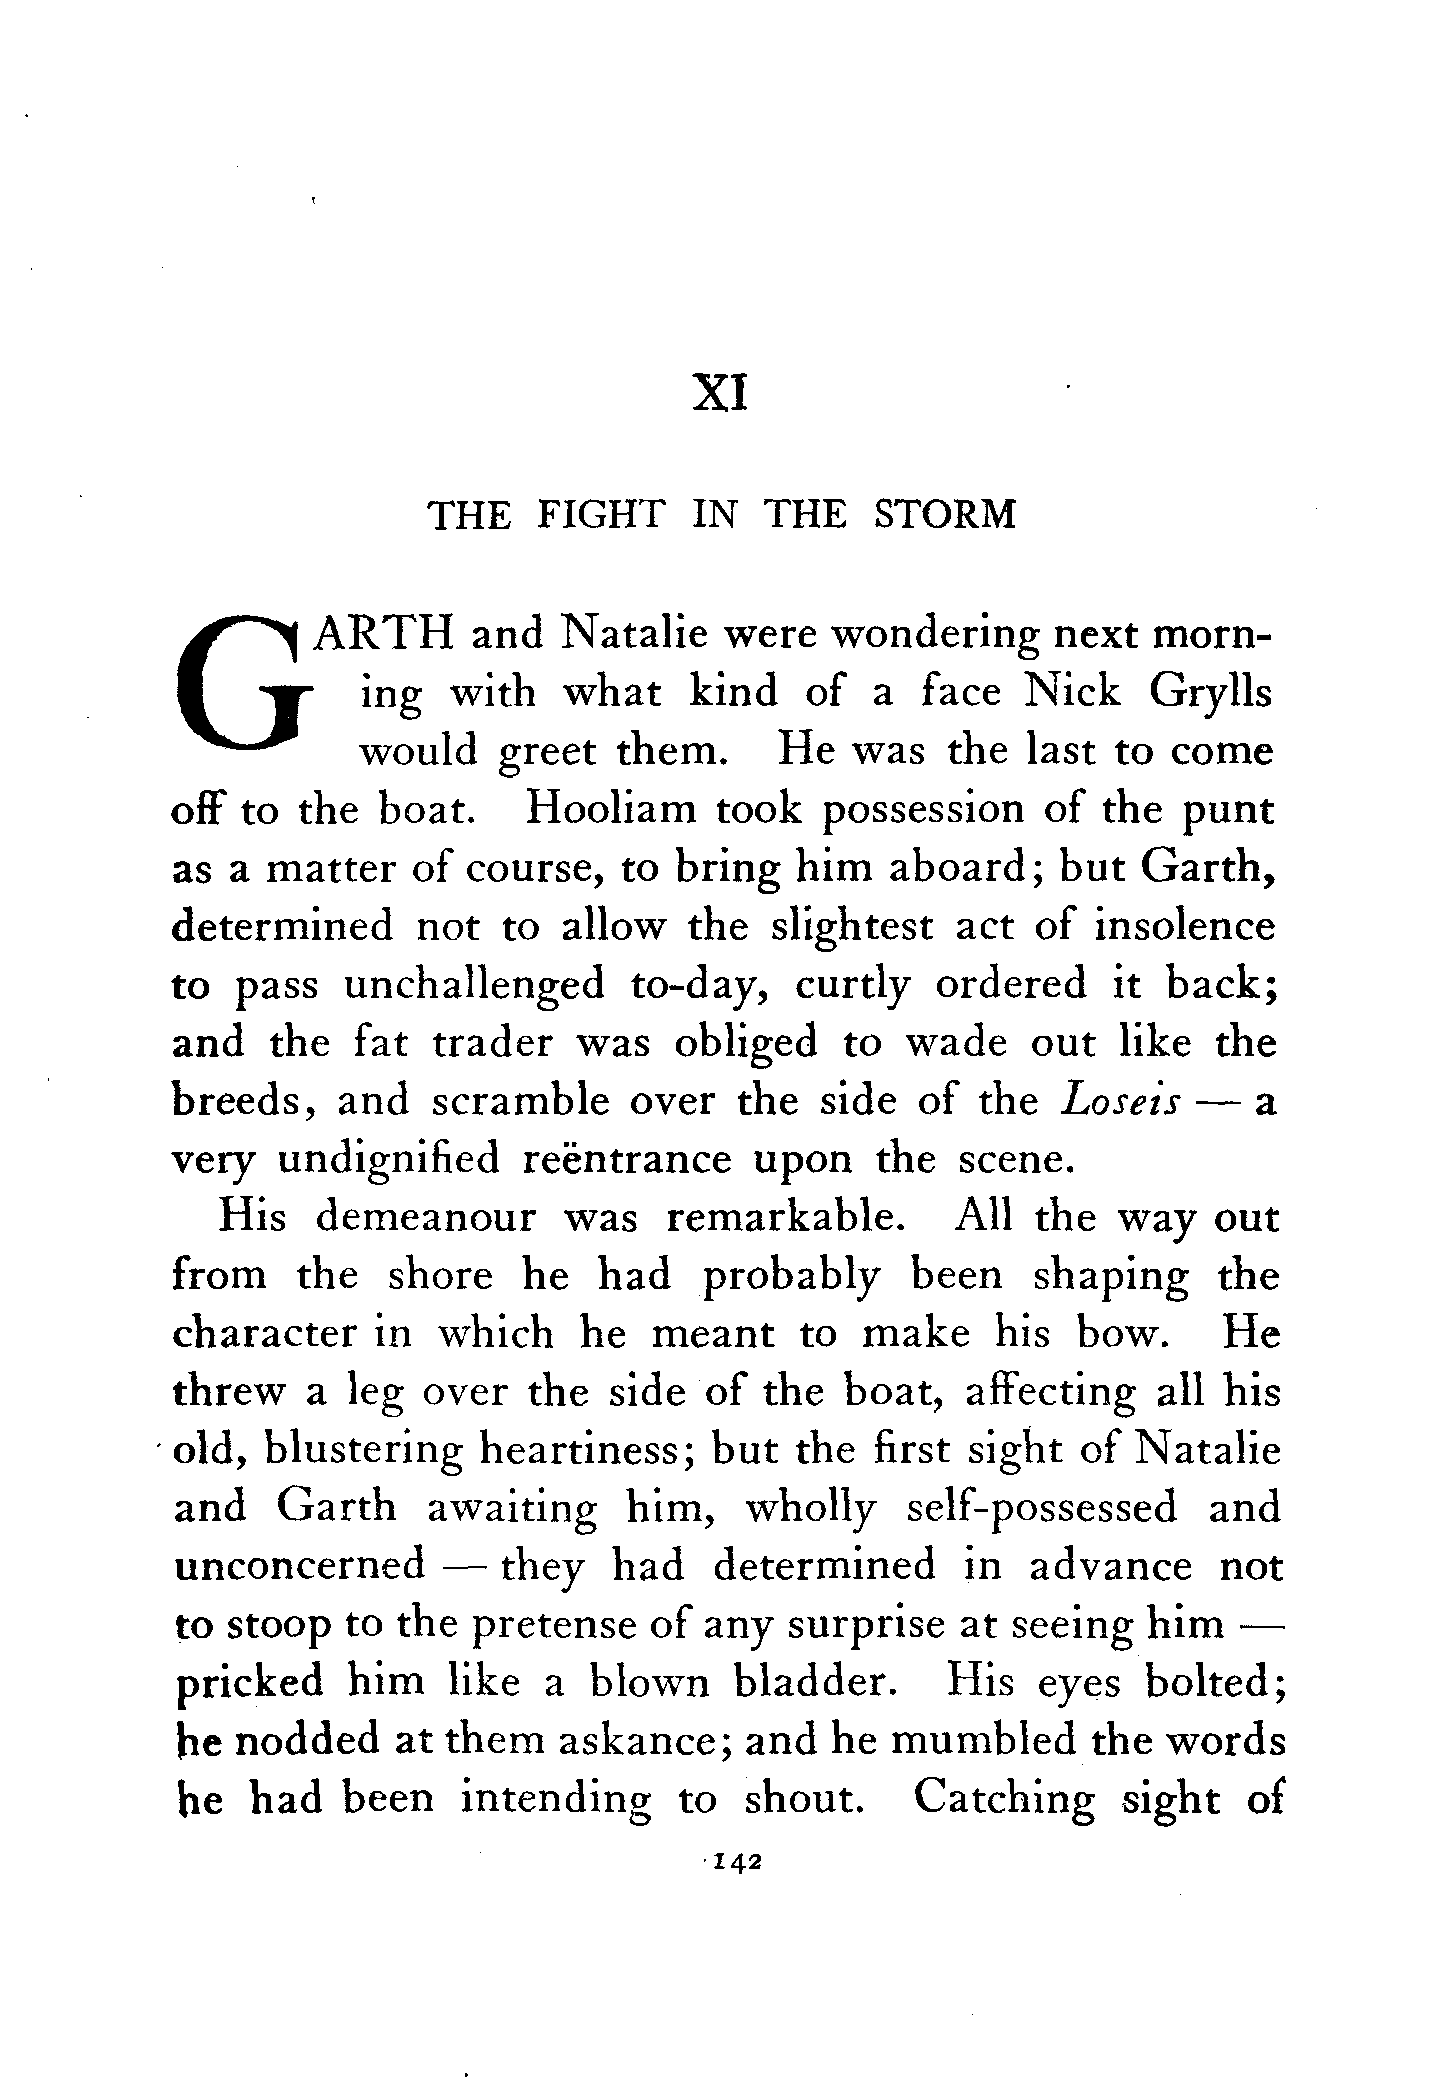 XI
THE FIGHT IN THE STORM
GARTH and Natalie were wondering next morn-
ing with what kind of a face Nick Grylls
would greet them. He was the last to come
off to the boat. Hooliam took possession of the punt
as a matter of course, to bring him aboard; but Garth,
determined not to allow the slightest act of insolence
to pass unchallenged to-day, curtly ordered it back;
and the fat trader was obliged to wade out like the
breeds, and scramble over the side of the Loseis — a
very undignified reëntrance upon the scene.
His demeanour was remarkable. All the way out
from the shore he had probably been shaping the
character in which he meant to make his bow. He
threw a leg over the side of the boat, affecting all his
old, blustering heartiness; but the first sight of Natalie
and Garth awaiting him, wholly self-possessed and
unconcerned — they had determined in advance not
to stoop to the pretense of any surprise at seeing him —
pricked him like a blown bladder. His eyes bolted;
he nodded at them askance; and he mumbled the words
he had been intending to shout. Catching sight of
142